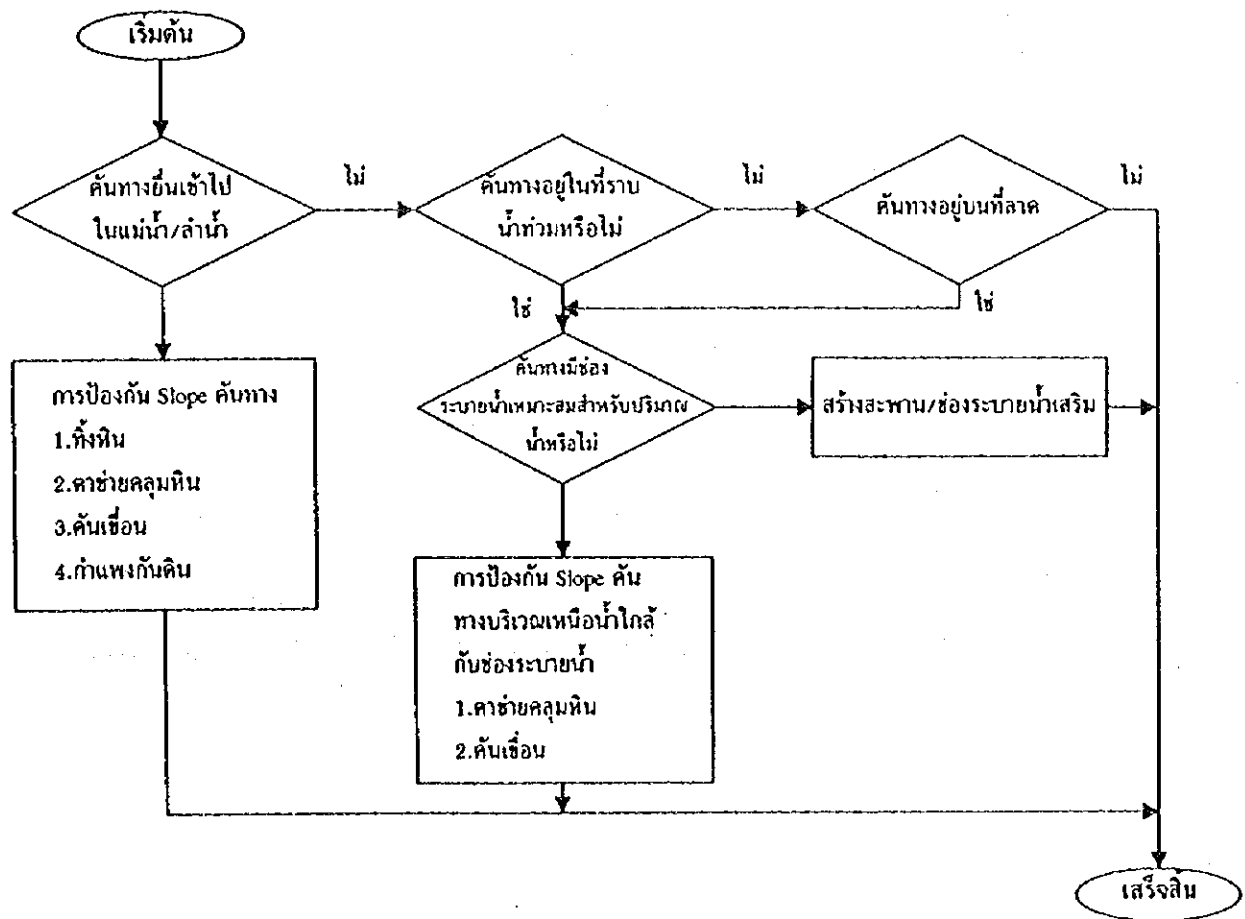 เริ่มต้น
คันทางยื่นเข้าไป
ในแม่น้ำ/ลำน้ำ
ไม่
คันทางอยู่ในที่ราบ
น้ำท่วมหรือไม่
ไม่
คันทางอยู่บนที่ลาด
ไม่
ใช่
ใช่
การป้องกัน Slope คันทาง
1.ทิ้งหิน
2.ตาข่ายคลุมหิน
3.คันเขื่อน
4.กำแพงกันดิน
คันทางมีช่อง
ระบายน้ำเหมาะสมสำหรับปริมาณ
น้ำหรือไม่
สร้างสะพาน/ช่องระบายน้ำเสริม
การป้องกัน Slope คัน
ทางบริเวณเหนือน้ำใกล้
กับช่องระบายน้ำ
1.ตาข่ายคลุมหิน
2.คันเขื่อน
เสร็จสิ้น